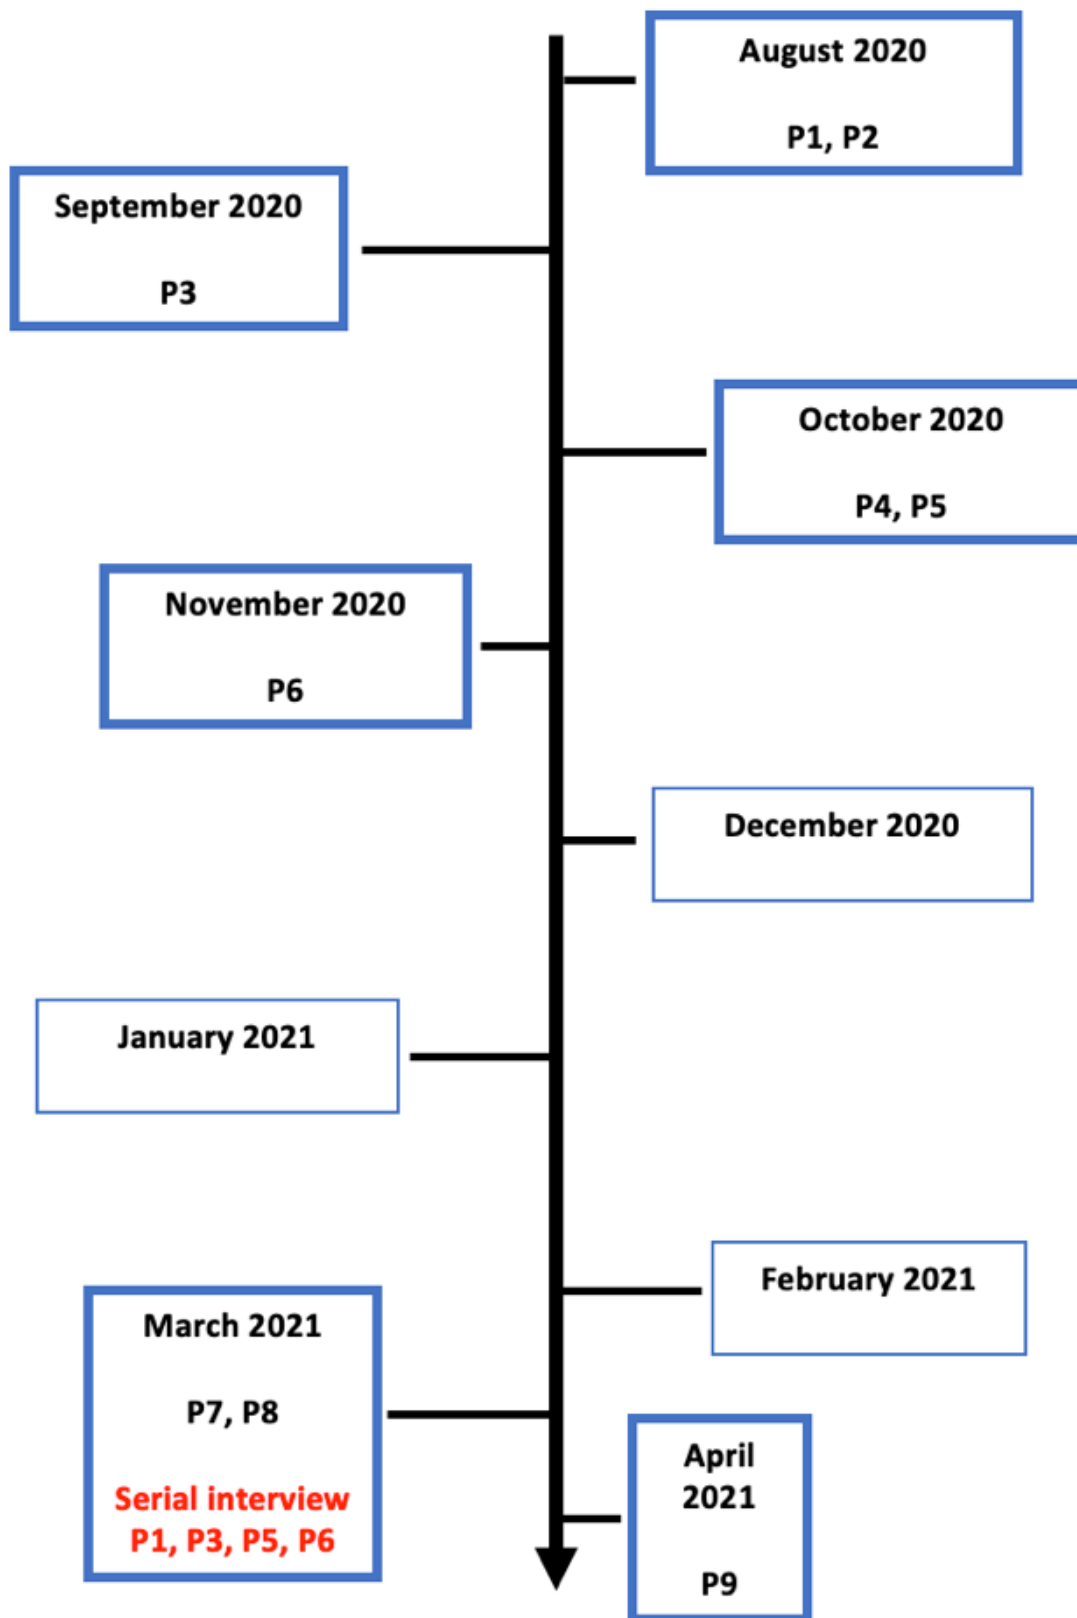 August 2020
P1, P2
September 2020
P3
October 2020
P4, P5
November 2020
P6
December 2020
January 2021
February 2021
March 2021
P7, P8
Serial interview
P1, P3, P5, P6
April
2021
P9